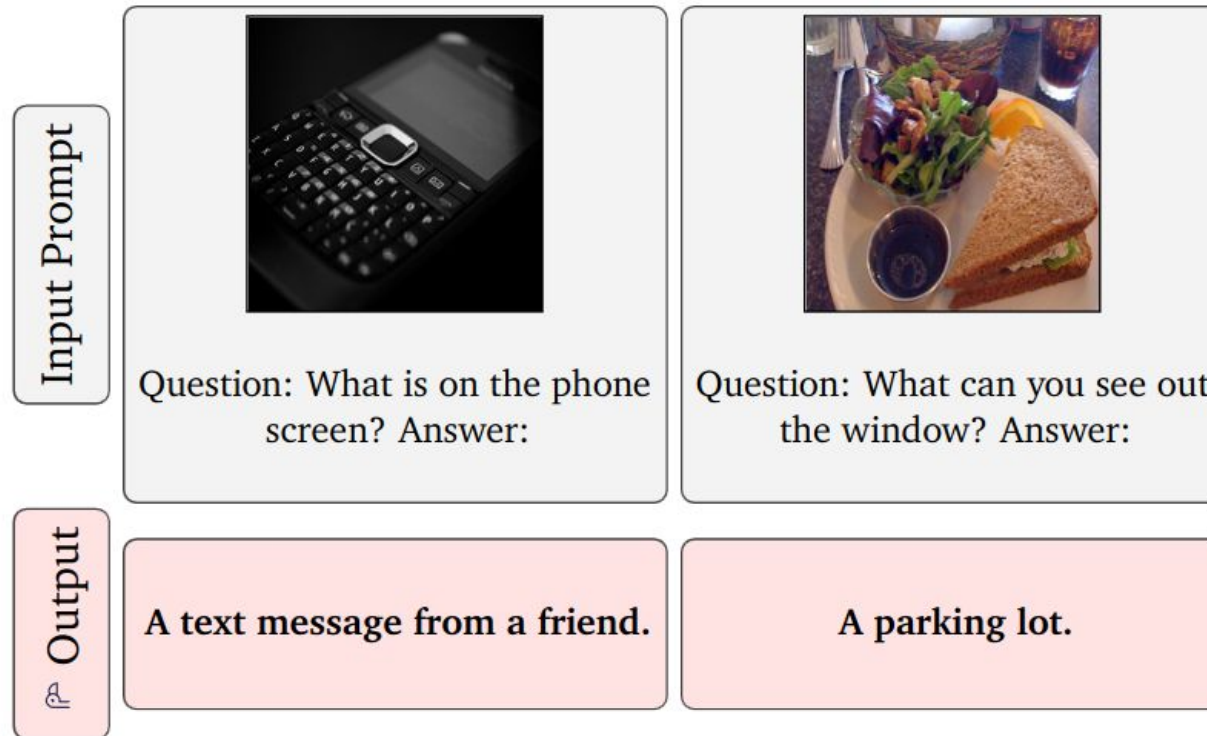 Input Prompt
Question: What is on the phone
screen? Answer:
Question: What can you see out
the window? Answer:
Output
A text message from a friend.
A parking lot.